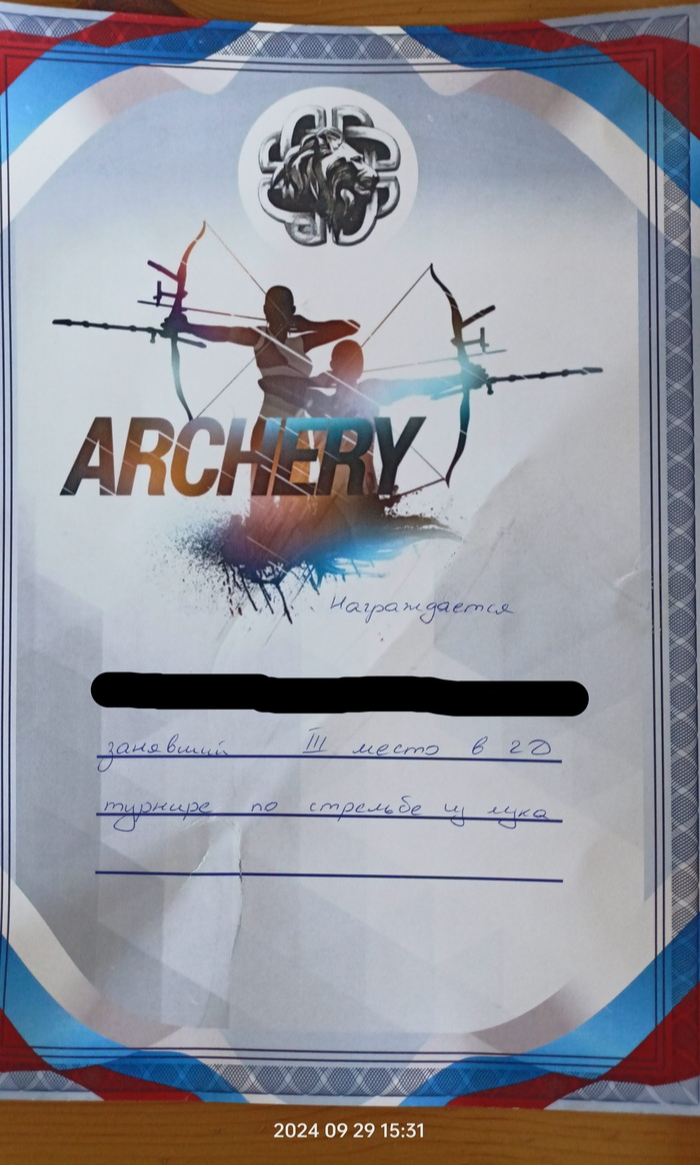 ARCHERY
Награждается
занявший III место в 2D
турнире по стрельбе из лука
2024 09 29 15:31